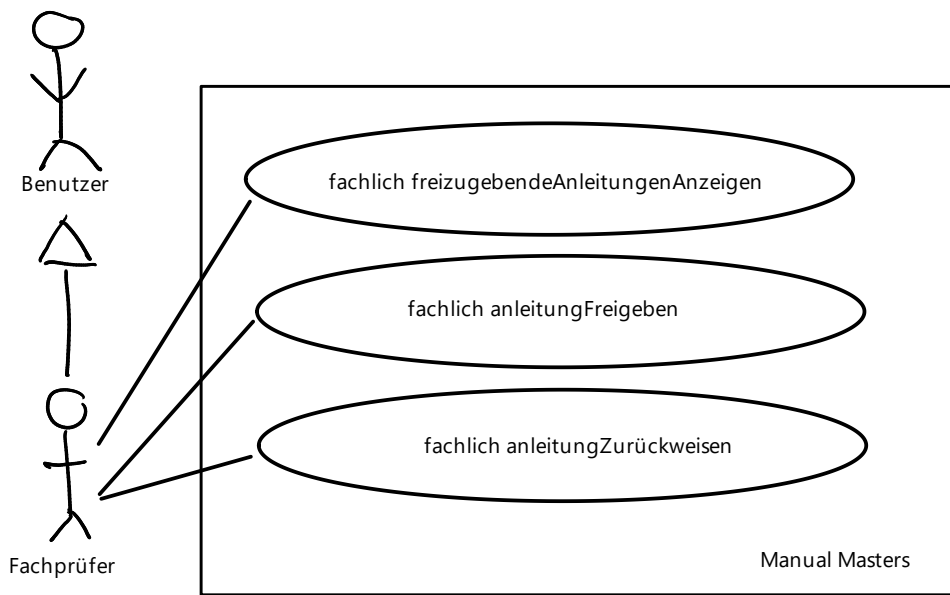 Benutzer
fachlich freizugebendeAnleitungenAnzeigen
fachlich anleitungFreigeben
fachlich anleitungZurückweisen
Fachprüfer
Manual Masters